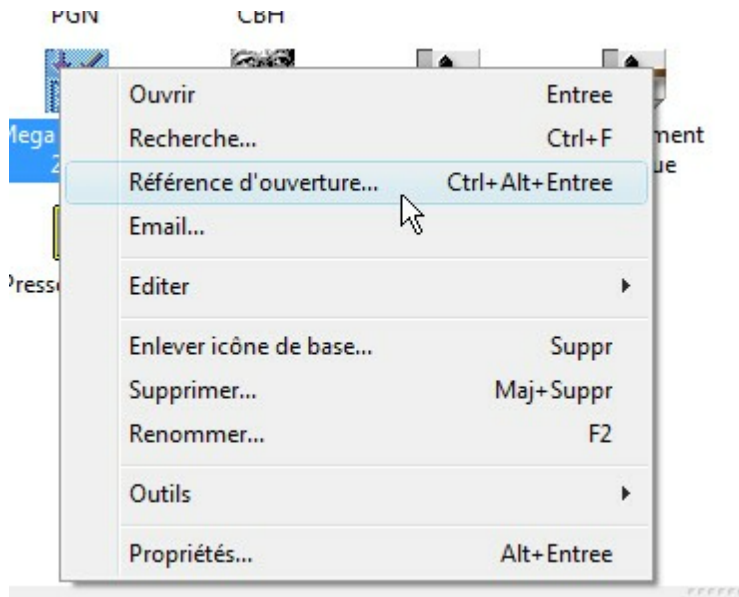 PGN CBH
Mega
Ouvrir Entree
Recherche... Ctrl+F
Référence d'ouverture... Ctrl+Alt+Entree
Email...
Editer
Enlever icône de base... Suppr
Supprimer... Maj+Suppr
Renommer... F2
Outils
Propriétés... Alt+Entree